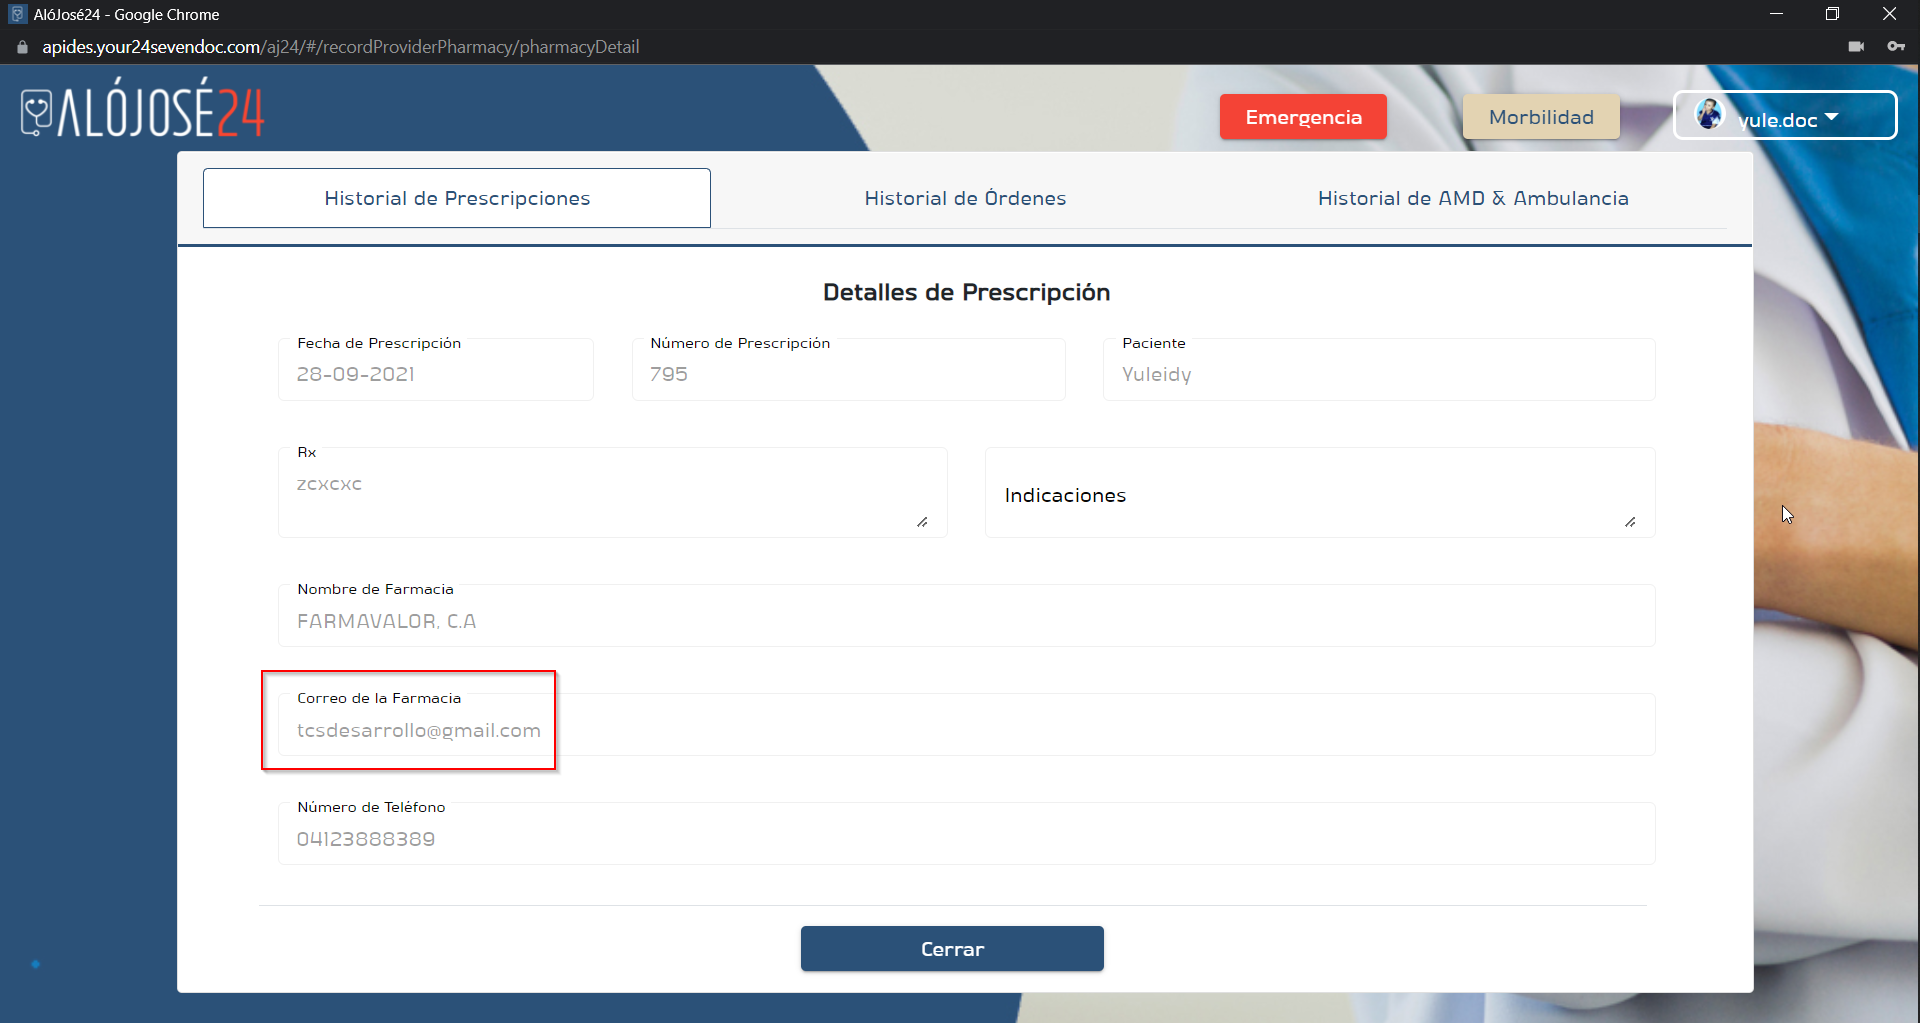 AlóJosé24 - Google Chrome
apides.your24sevendoc.com/aj24/#/recordProviderPharmacy/pharmacyDetail
ALÓJOSÉ24
Emergencia
Morbilidad
yule.doc
Historial de Prescripciones
Historial de Órdenes
Historial de AMD & Ambulancia
Detalles de Prescripción
Fecha de Prescripción
28-09-2021
Número de Prescripción
795
Paciente
Yuleidy
Rx
zcxcxc
Indicaciones
Nombre de Farmacia
FARMAVALOR, C.A
Correo de la Farmacia
tcsdesarrollo@gmail.com
Número de Teléfono
04123888389
Cerrar